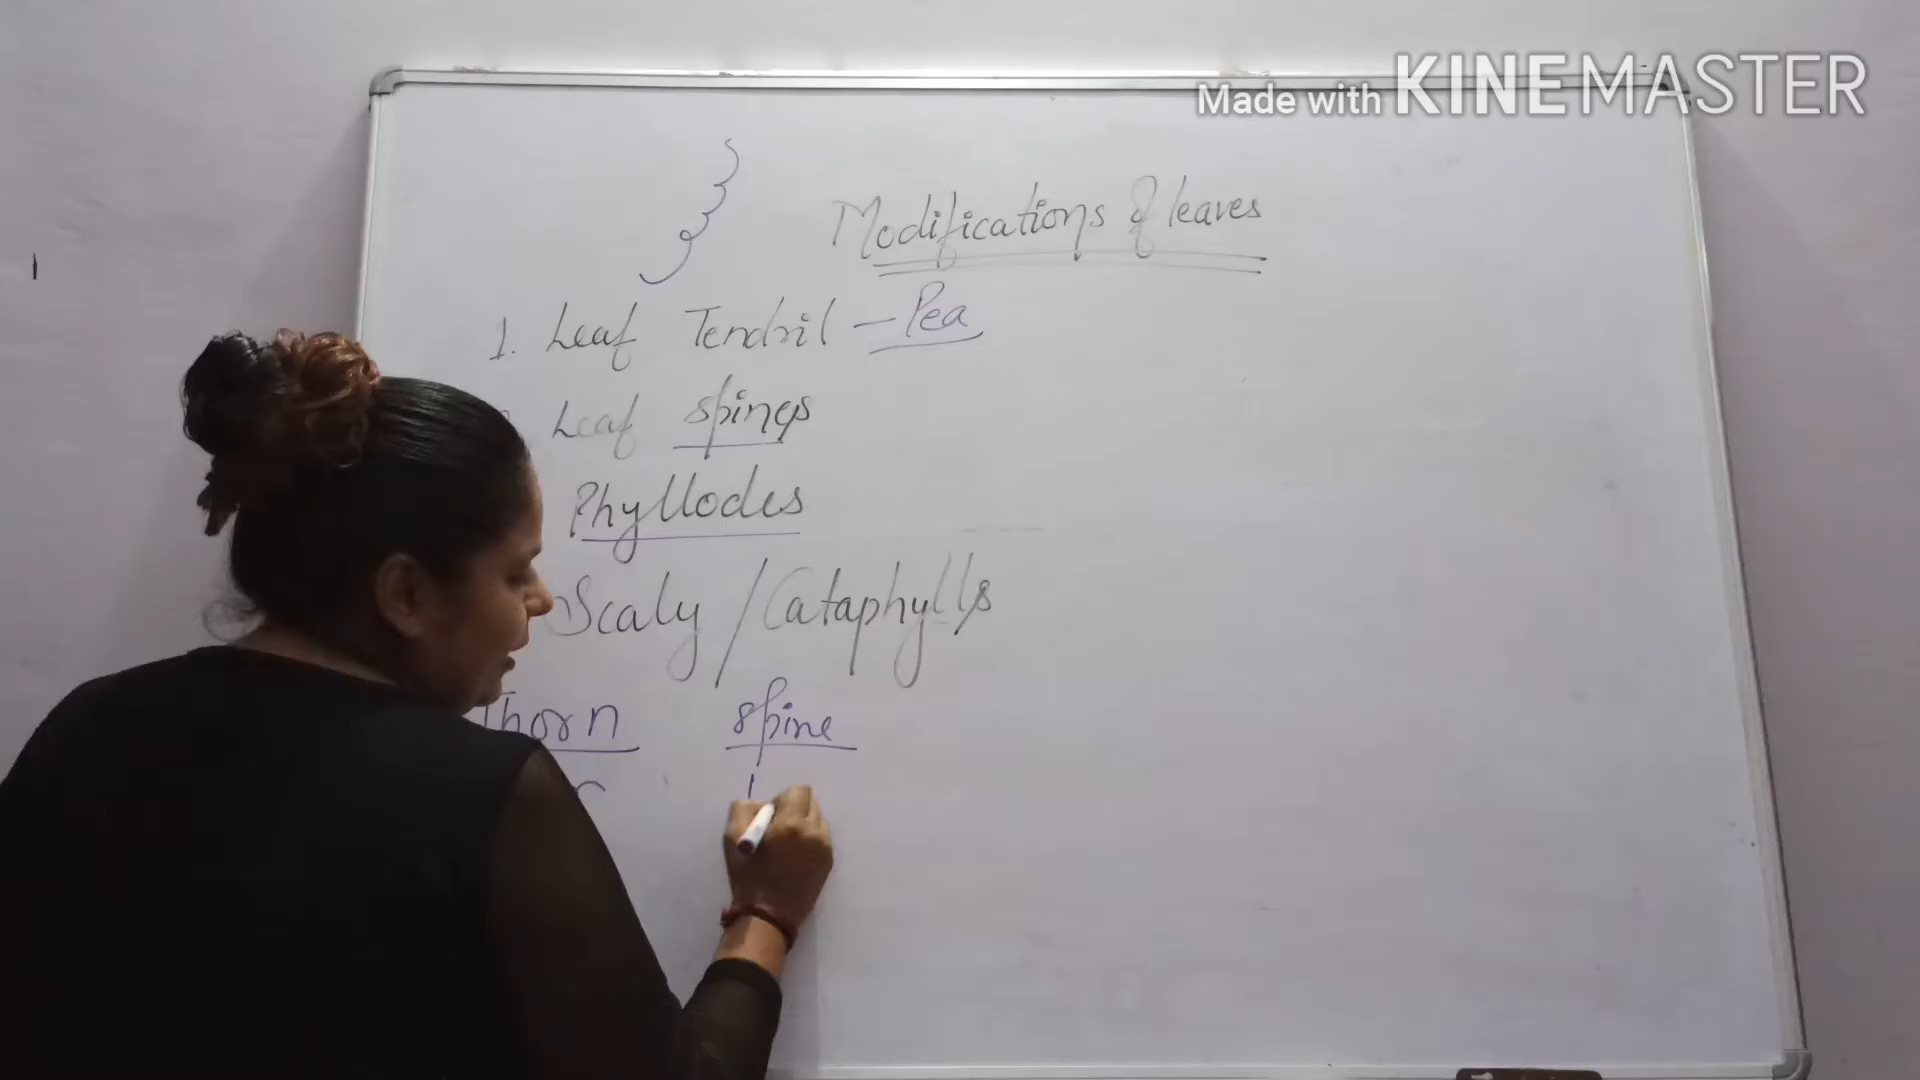 Made with KINEMASTER
Modifications of leaves
1. Leaf Tendril - Pea
Leaf spines
Phyllodes
Scaly / Cataphylls
Thorn spine